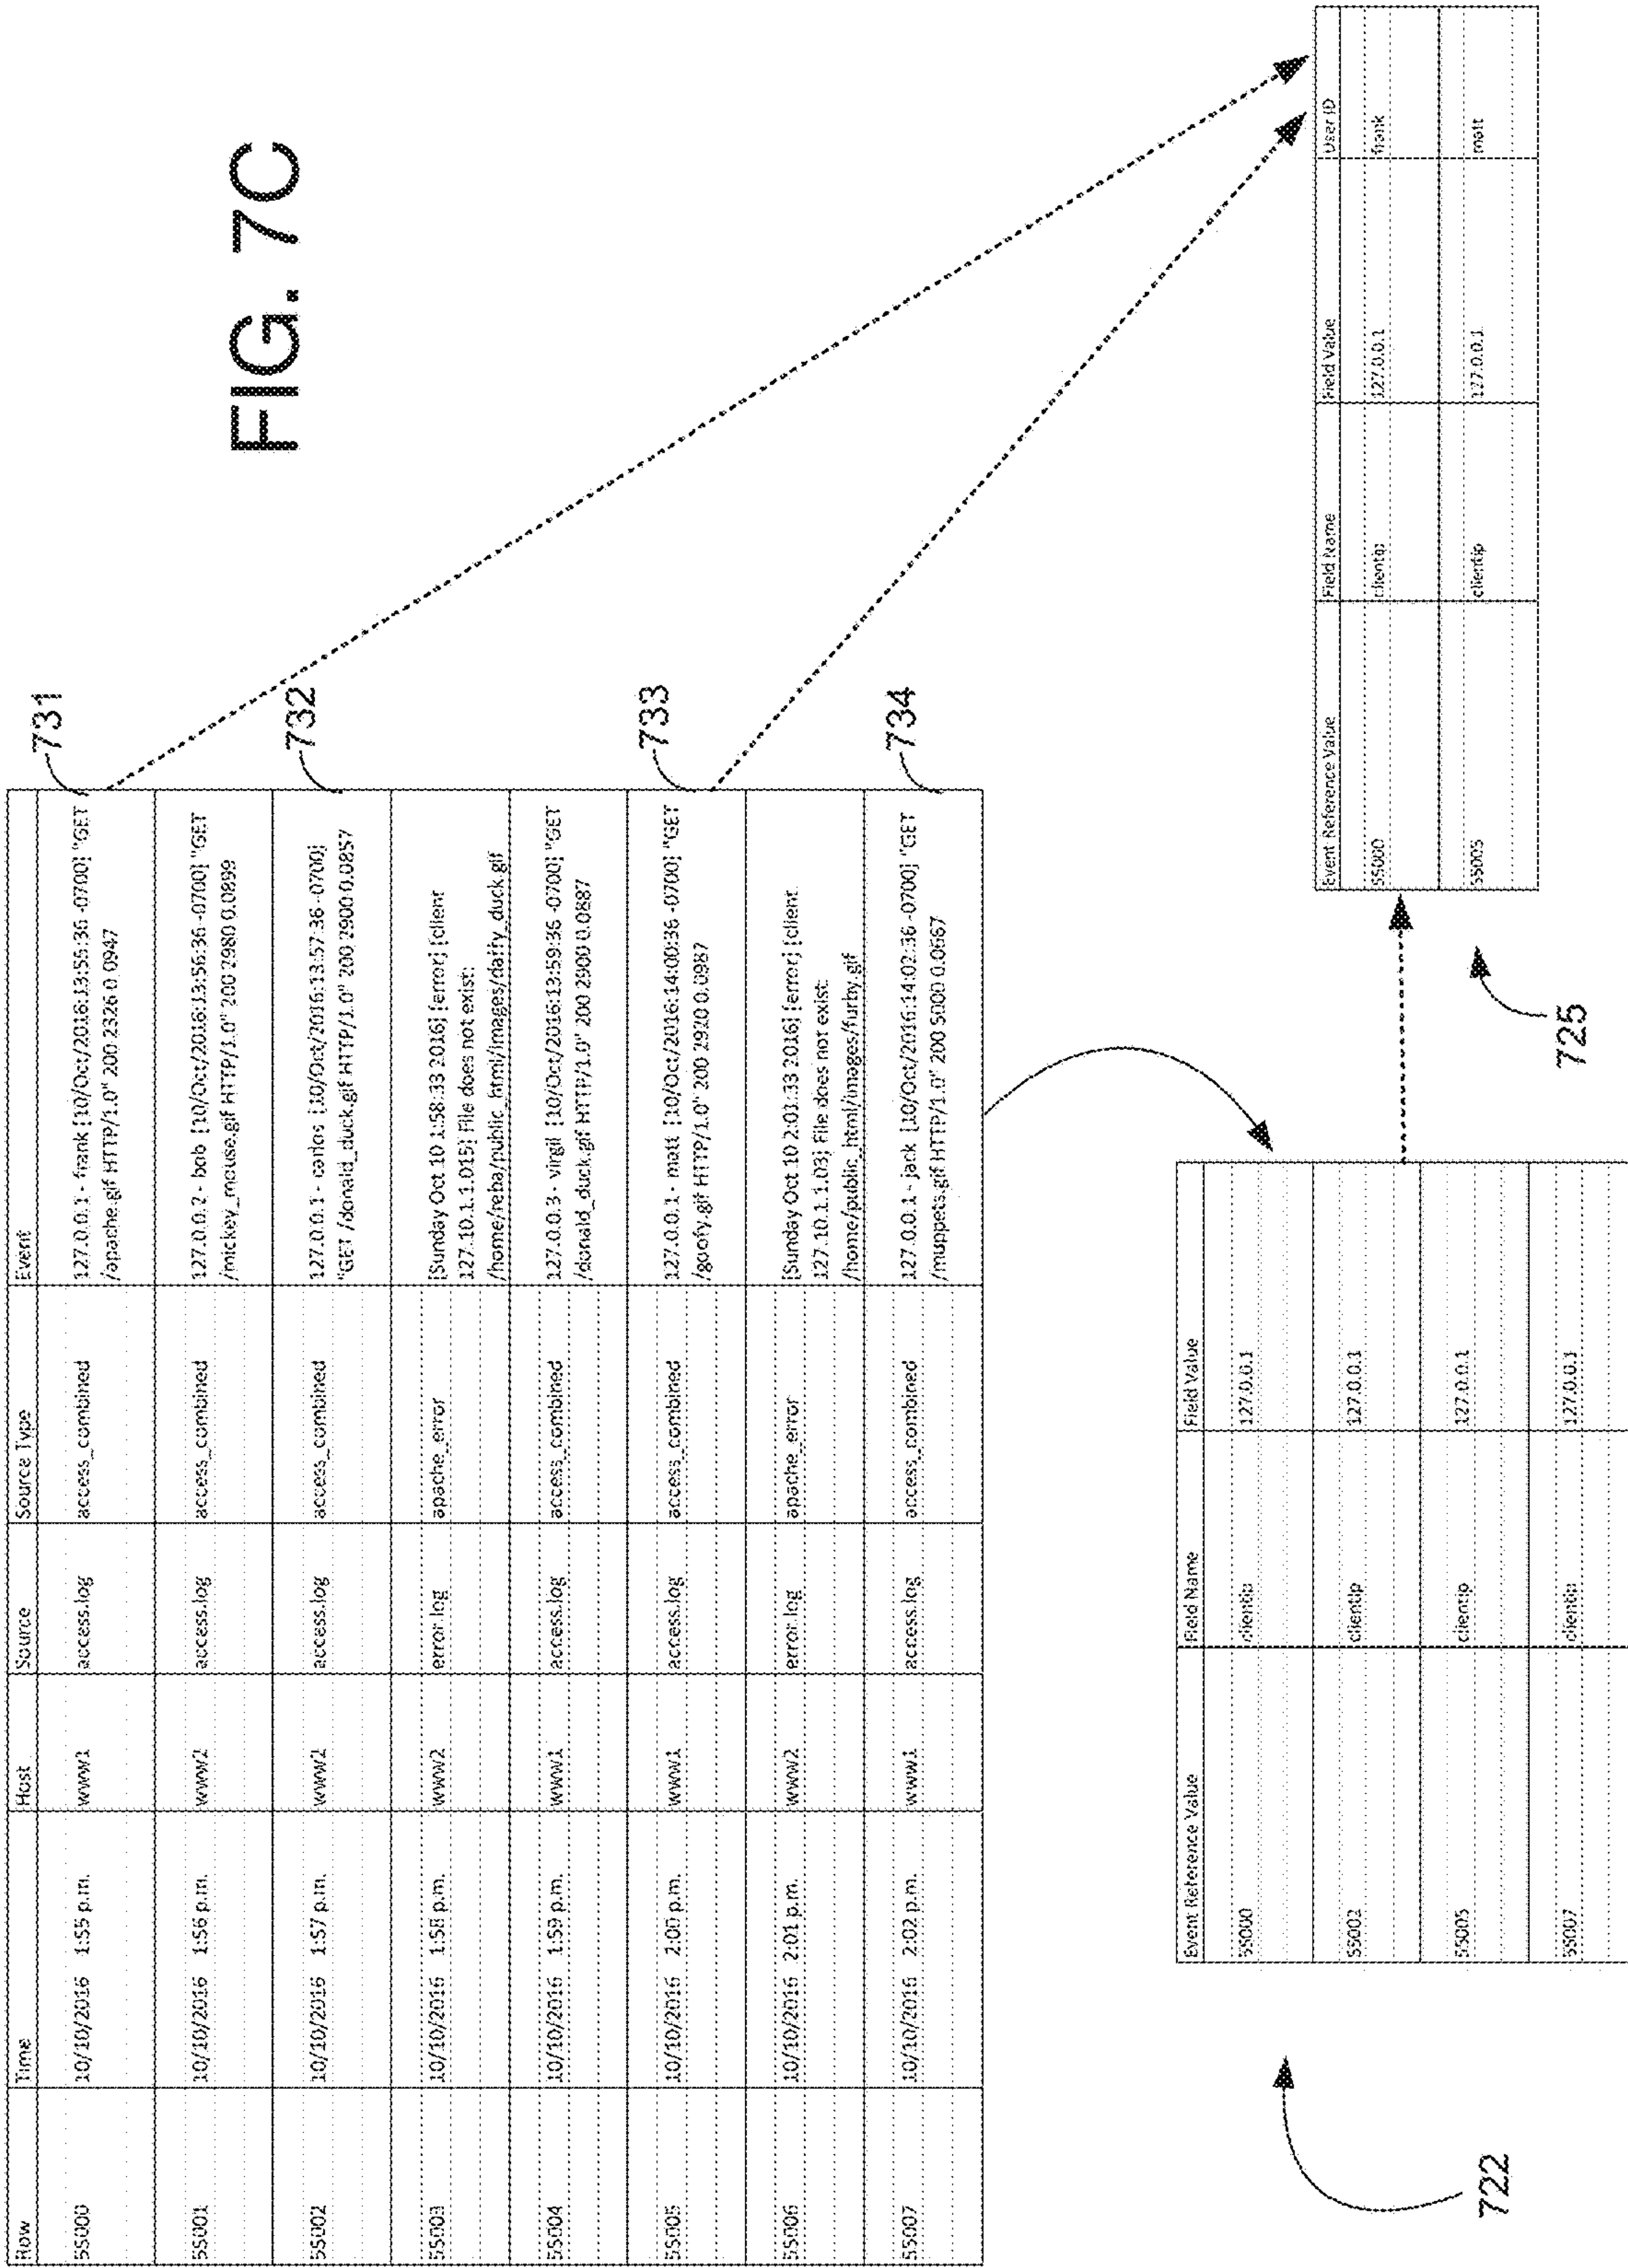 FIG. 7C
Row Time Host Source Source Type Event
55000 10/10/2016 1:55 p.m. www1 access.log access_combined 127.0.0.1 - frank [10/Oct/2016:13:55:36 -0700] "GET
/apache.gif HTTP/1.0" 200 2326 0.0947
731
55001 10/10/2016 1:56 p.m. www2 access.log access_combined 127.0.0.2 - bob [10/Oct/2016:13:56:36 -0700] "GET
/mickey_mouse.gif HTTP/1.0" 200 2980 0.0899
55002 10/10/2016 1:57 p.m. www2 access.log access_combined 127.0.0.1 - carlos [10/Oct/2016:13:57:36 -0700]
"GET /donald_duck.gif HTTP/1.0" 200 2900 0.0857
732
55003 10/10/2016 1:58 p.m. www2 error.log apache_error [Sunday Oct 10 1:58:33 2016] [error] [client
127.10.1.1.015] File does not exist:
/home/reba/public_html/images/daffy_duck.gif
55004 10/10/2016 1:59 p.m. www1 access.log access_combined 127.0.0.3 - virgil [10/Oct/2016:13:59:36 -0700] "GET
/donald_duck.gif HTTP/1.0" 200 2900 0.0887
55005 10/10/2016 2:00 p.m. www1 access.log access_combined 127.0.0.1 - matt [10/Oct/2016:14:00:36 -0700] "GET
/goofy.gif HTTP/1.0" 200 2920 0.0987
733
55006 10/10/2016 2:01 p.m. www2 error.log apache_error [Sunday Oct 10 2:01:33 2016] [error] [client
127.10.1.1.03] File does not exist:
/home/public_html/images/furby.gif
55007 10/10/2016 2:02 p.m. www1 access.log access_combined 127.0.0.1 - jack [10/Oct/2016:14:02:36 -0700] "GET
/muppets.gif HTTP/1.0" 200 5000 0.0667
734
Event Reference Value Field Name Field Value
55000 clientip 127.0.0.1
55002 clientip 127.0.0.1
55005 clientip 127.0.0.1
55007 clientip 127.0.0.1
722
Event Reference Value Field Name Field Value User ID
55000 clientip 127.0.0.1 frank
55005 clientip 127.0.0.1 matt
725